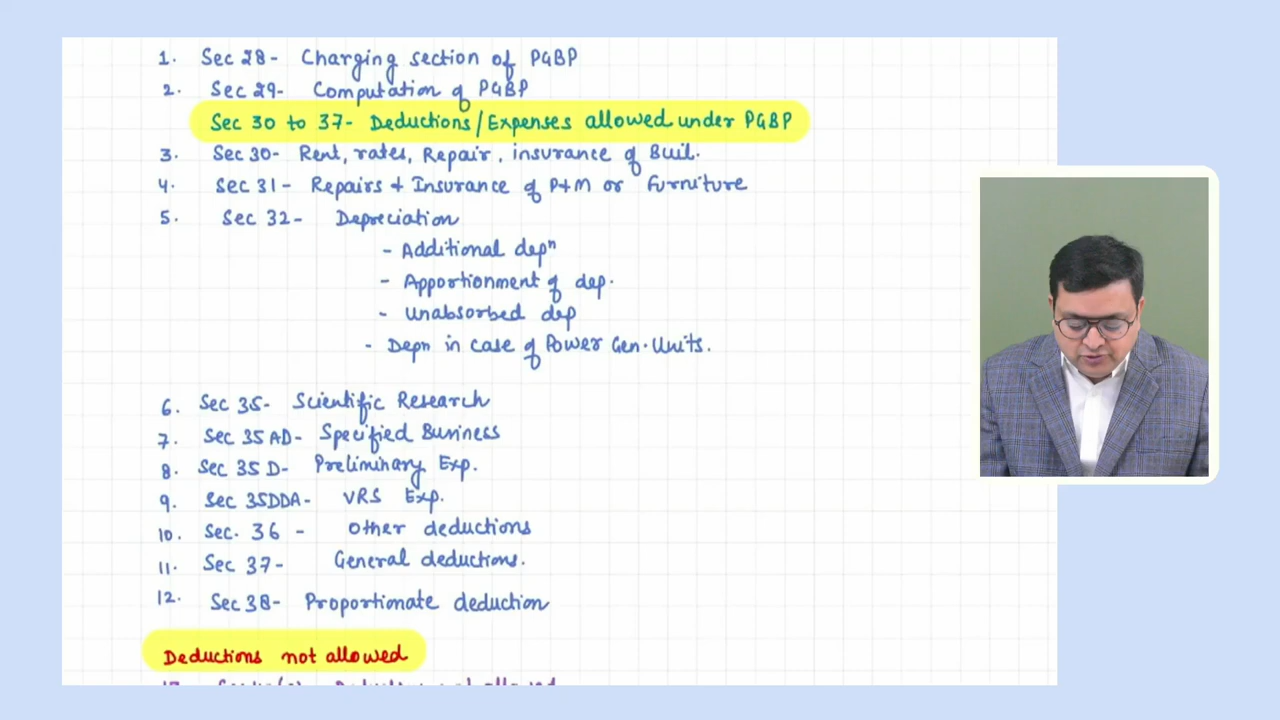 1. Sec 28- Charging section of PGBP
2. Sec 29- Computation of PGBP
Sec 30 to 37- Deductions/Expenses allowed under PGBP
3. Sec 30- Rent, rates, Repair, insurance of Buil.
4. Sec 31- Repairs + Insurance of P+M or Furniture
5. Sec 32- Depreciation
- Additional depⁿ
- Apportionment of dep.
- Unabsorbed dep
- Depn in case of Power Gen. Units.
6. Sec 35- Scientific Research
7. Sec 35 AD- Specified Business
8. Sec 35 D- Preliminary Exp.
9. Sec 35DDA- VRS Exp.
10. Sec. 36 - Other deductions
11. Sec 37- General deductions.
12. Sec 38- Proportionate deduction
Deductions not allowed